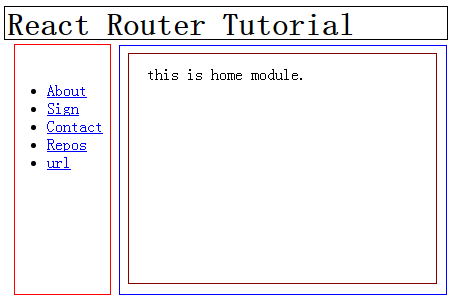 React Router Tutorial
About
Sign
Contact
Repos
url
this is home module.